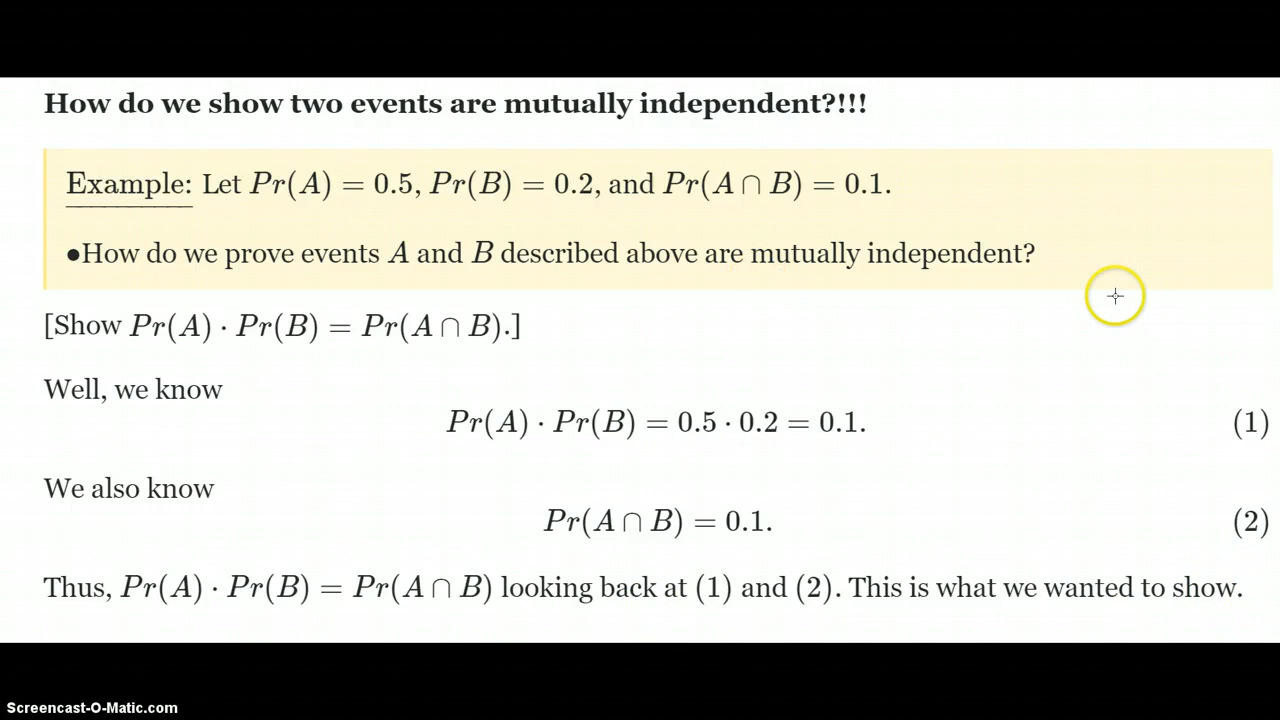 How do we show two events are mutually independent?!!!
Example: Let Pr(A) = 0.5, Pr(B) = 0.2, and Pr(A ∩ B) = 0.1.
●How do we prove events A and B described above are mutually independent?
[Show Pr(A) · Pr(B) = Pr(A ∩ B).]
Well, we know
Pr(A) · Pr(B) = 0.5 · 0.2 = 0.1. (1)
We also know
Pr(A ∩ B) = 0.1. (2)
Thus, Pr(A) · Pr(B) = Pr(A ∩ B) looking back at (1) and (2). This is what we wanted to show.
Screencast-O-Matic.com